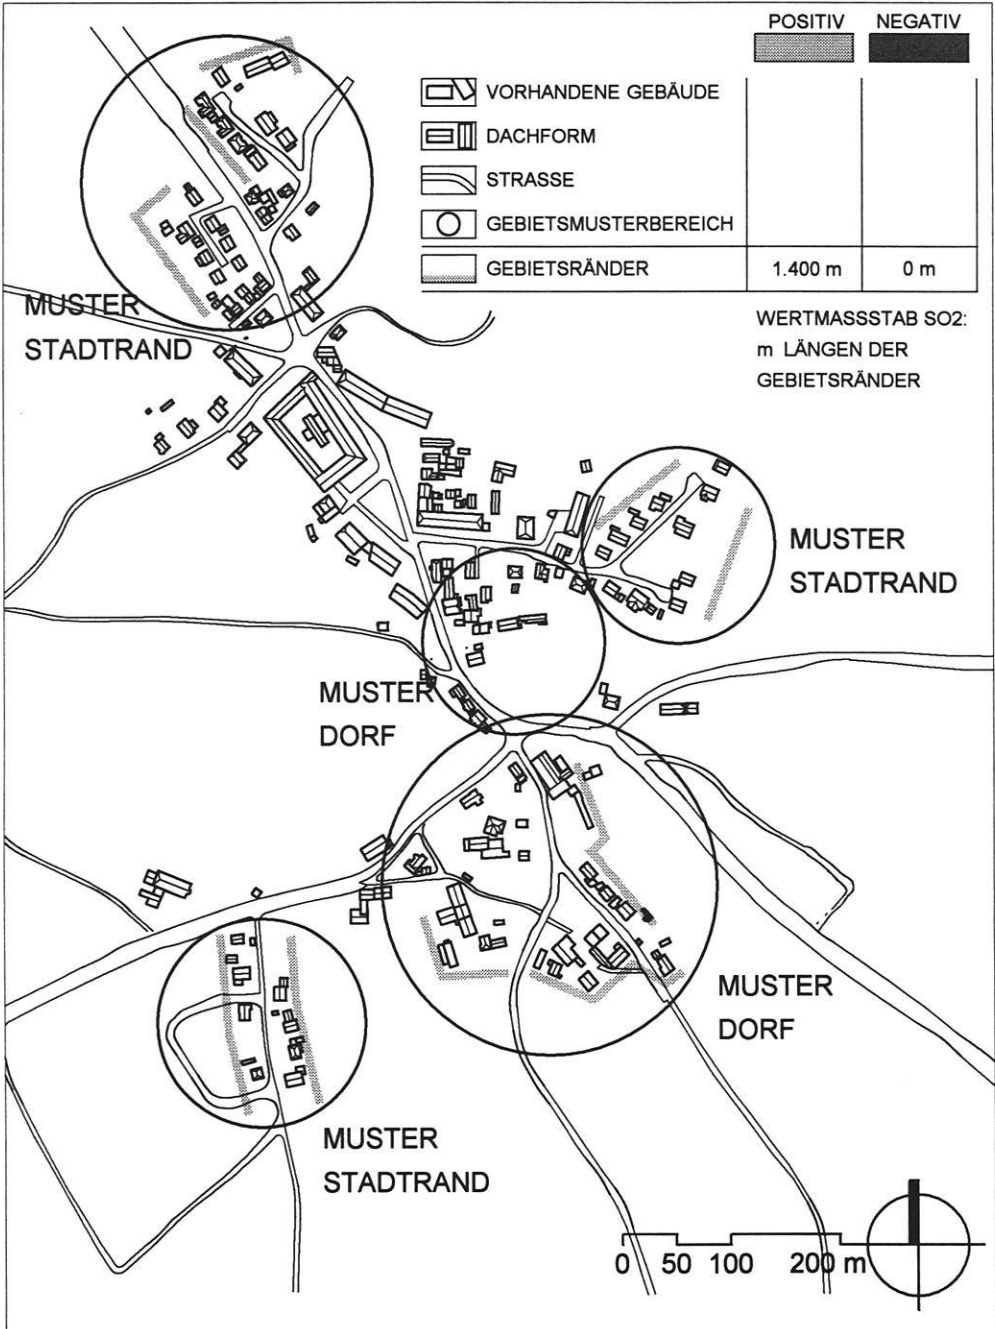 POSITIV NEGATIV
VORHANDENE GEBÄUDE
DACHFORM
STRASSE
GEBIETSMUSTERBEREICH
GEBIETSRÄNDER 1.400 m 0 m
WERTMASSSTAB SO2:
m LÄNGEN DER
GEBIETSRÄNDER
MUSTER
STADTRAND
MUSTER
STADTRAND
MUSTER
DORF
MUSTER
DORF
MUSTER
STADTRAND
0 50 100 200 m